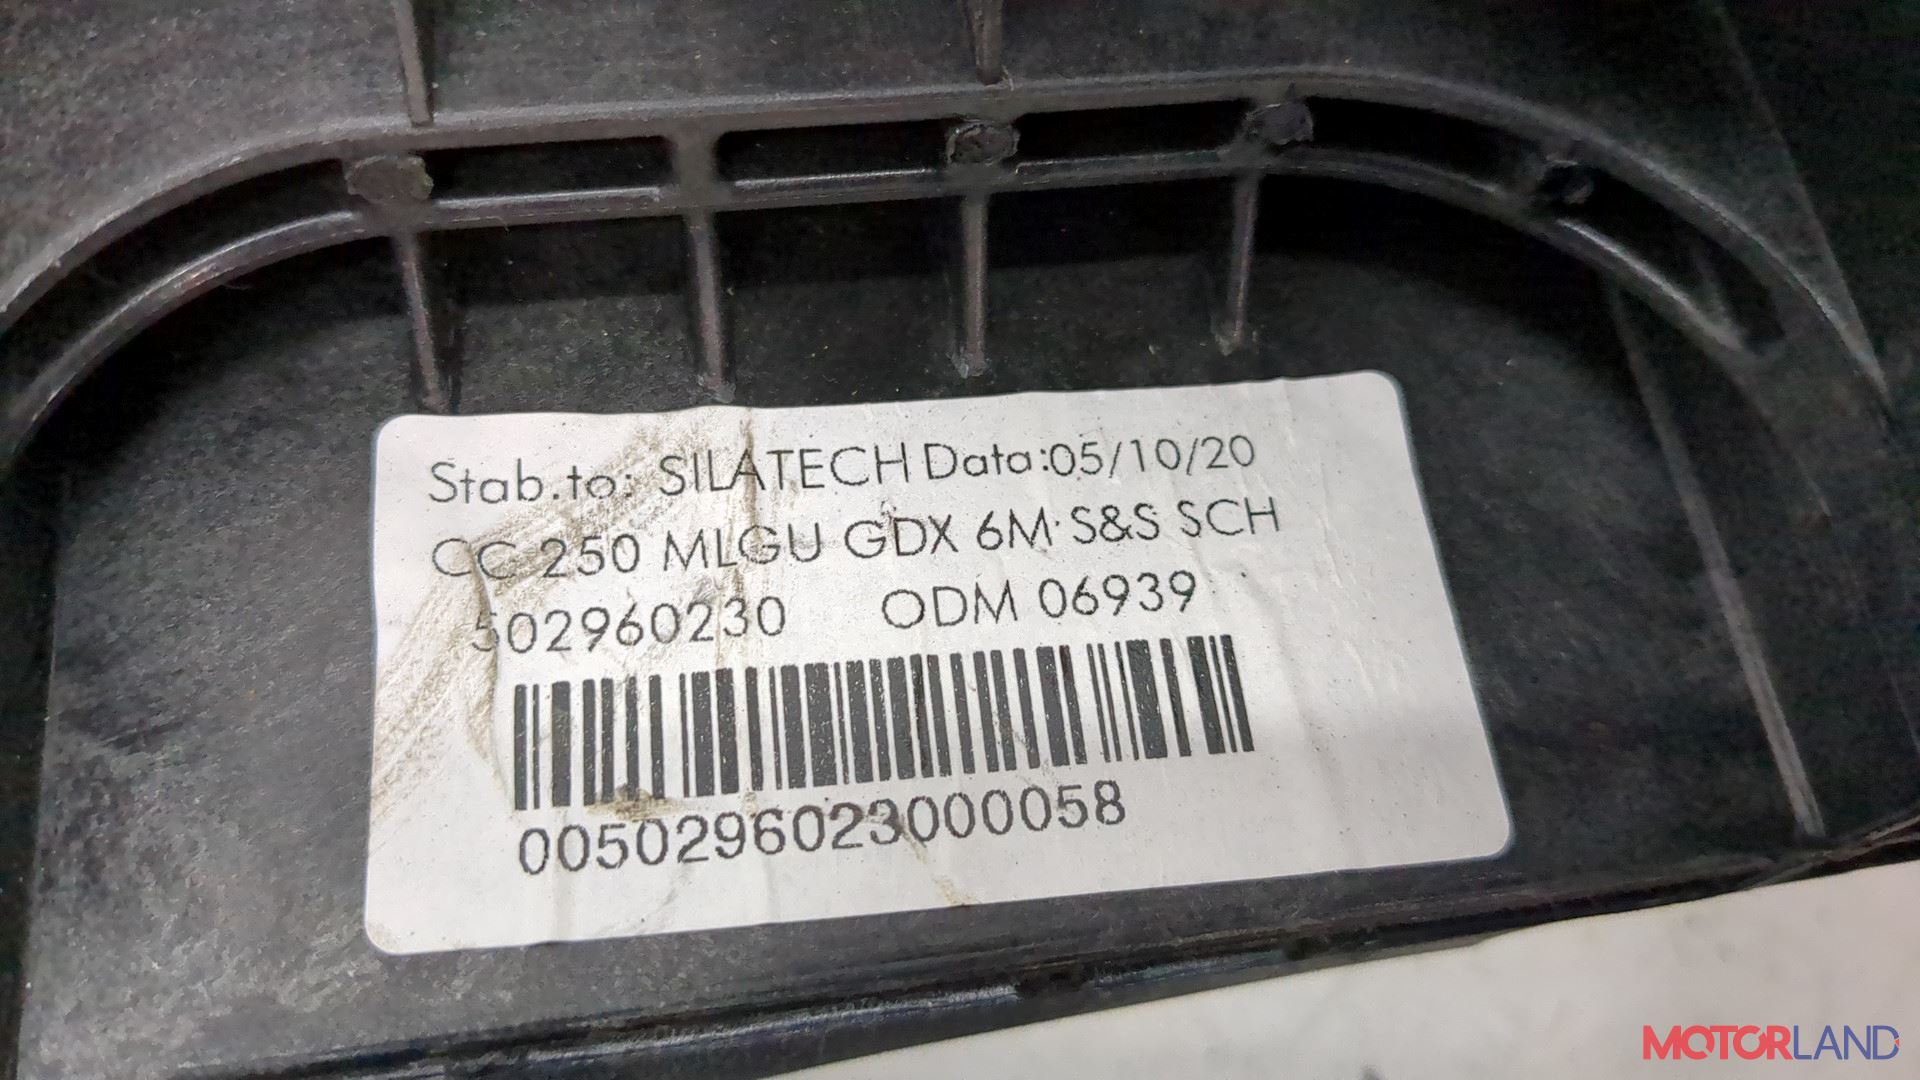 Stab.to: SILATECH Data:05/10/20
CC 250 MLGU GDX 6M S&S SCH
502960230 ODM 06939
0050296023000058
MOTORLAND